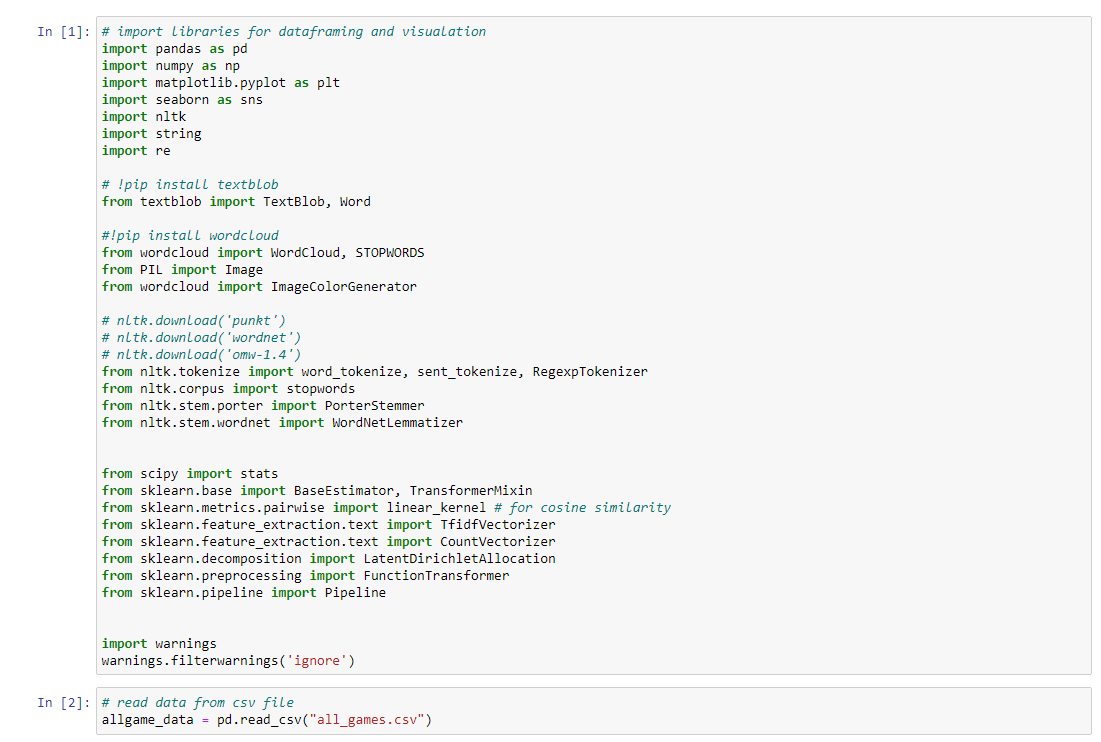 In [1]: # import libraries for dataframing and visualation
import pandas as pd
import numpy as np
import matplotlib.pyplot as plt
import seaborn as sns
import nltk
import string
import re
# !pip install textblob
from textblob import TextBlob, Word
#!pip install wordcloud
from wordcloud import WordCloud, STOPWORDS
from PIL import Image
from wordcloud import ImageColorGenerator
# nltk.download('punkt')
# nltk.download('wordnet')
# nltk.download('omw-1.4')
from nltk.tokenize import word_tokenize, sent_tokenize, RegexpTokenizer
from nltk.corpus import stopwords
from nltk.stem.porter import PorterStemmer
from nltk.stem.wordnet import WordNetLemmatizer
from scipy import stats
from sklearn.base import BaseEstimator, TransformerMixin
from sklearn.metrics.pairwise import linear_kernel # for cosine similarity
from sklearn.feature_extraction.text import TfidfVectorizer
from sklearn.feature_extraction.text import CountVectorizer
from sklearn.decomposition import LatentDirichletAllocation
from sklearn.preprocessing import FunctionTransformer
from sklearn.pipeline import Pipeline
import warnings
warnings.filterwarnings('ignore')
In [2]: # read data from csv file
allgame_data = pd.read_csv("all_games.csv")